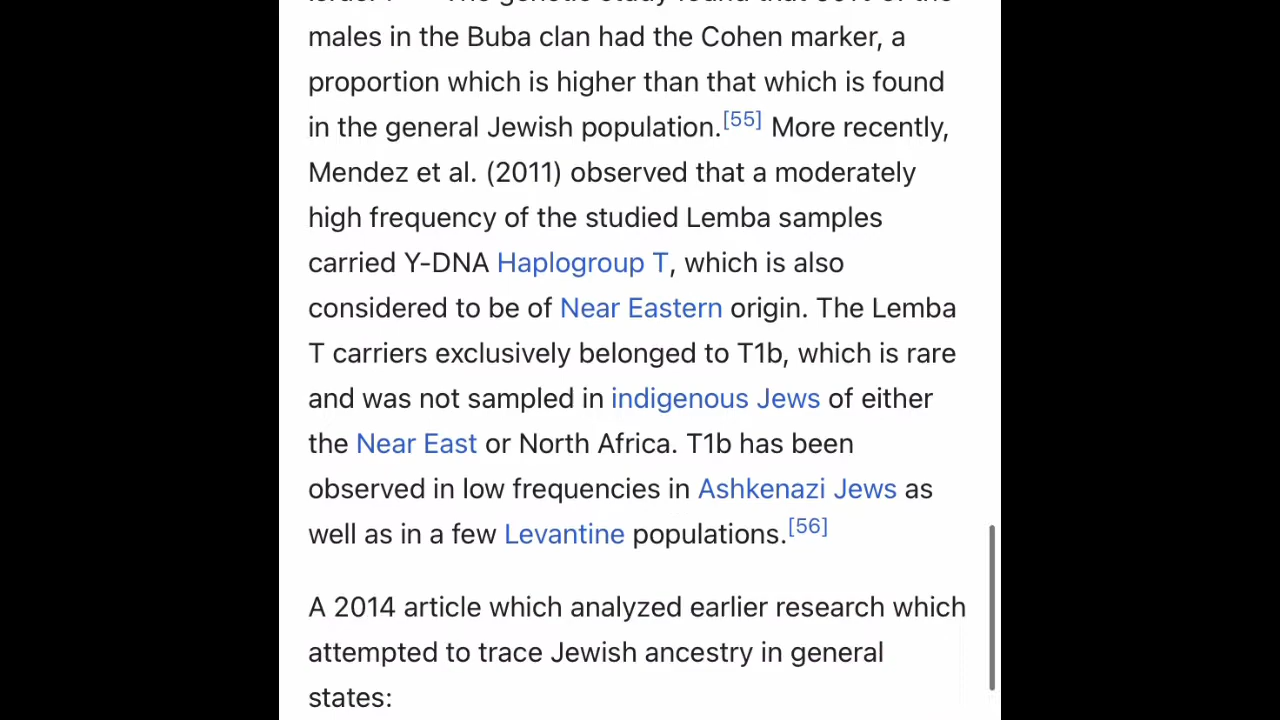 males in the Buba clan had the Cohen marker, a
proportion which is higher than that which is found
in the general Jewish population.[55] More recently,
Mendez et al. (2011) observed that a moderately
high frequency of the studied Lemba samples
carried Y-DNA Haplogroup T, which is also
considered to be of Near Eastern origin. The Lemba
T carriers exclusively belonged to T1b, which is rare
and was not sampled in indigenous Jews of either
the Near East or North Africa. T1b has been
observed in low frequencies in Ashkenazi Jews as
well as in a few Levantine populations.[56]
A 2014 article which analyzed earlier research which
attempted to trace Jewish ancestry in general
states: